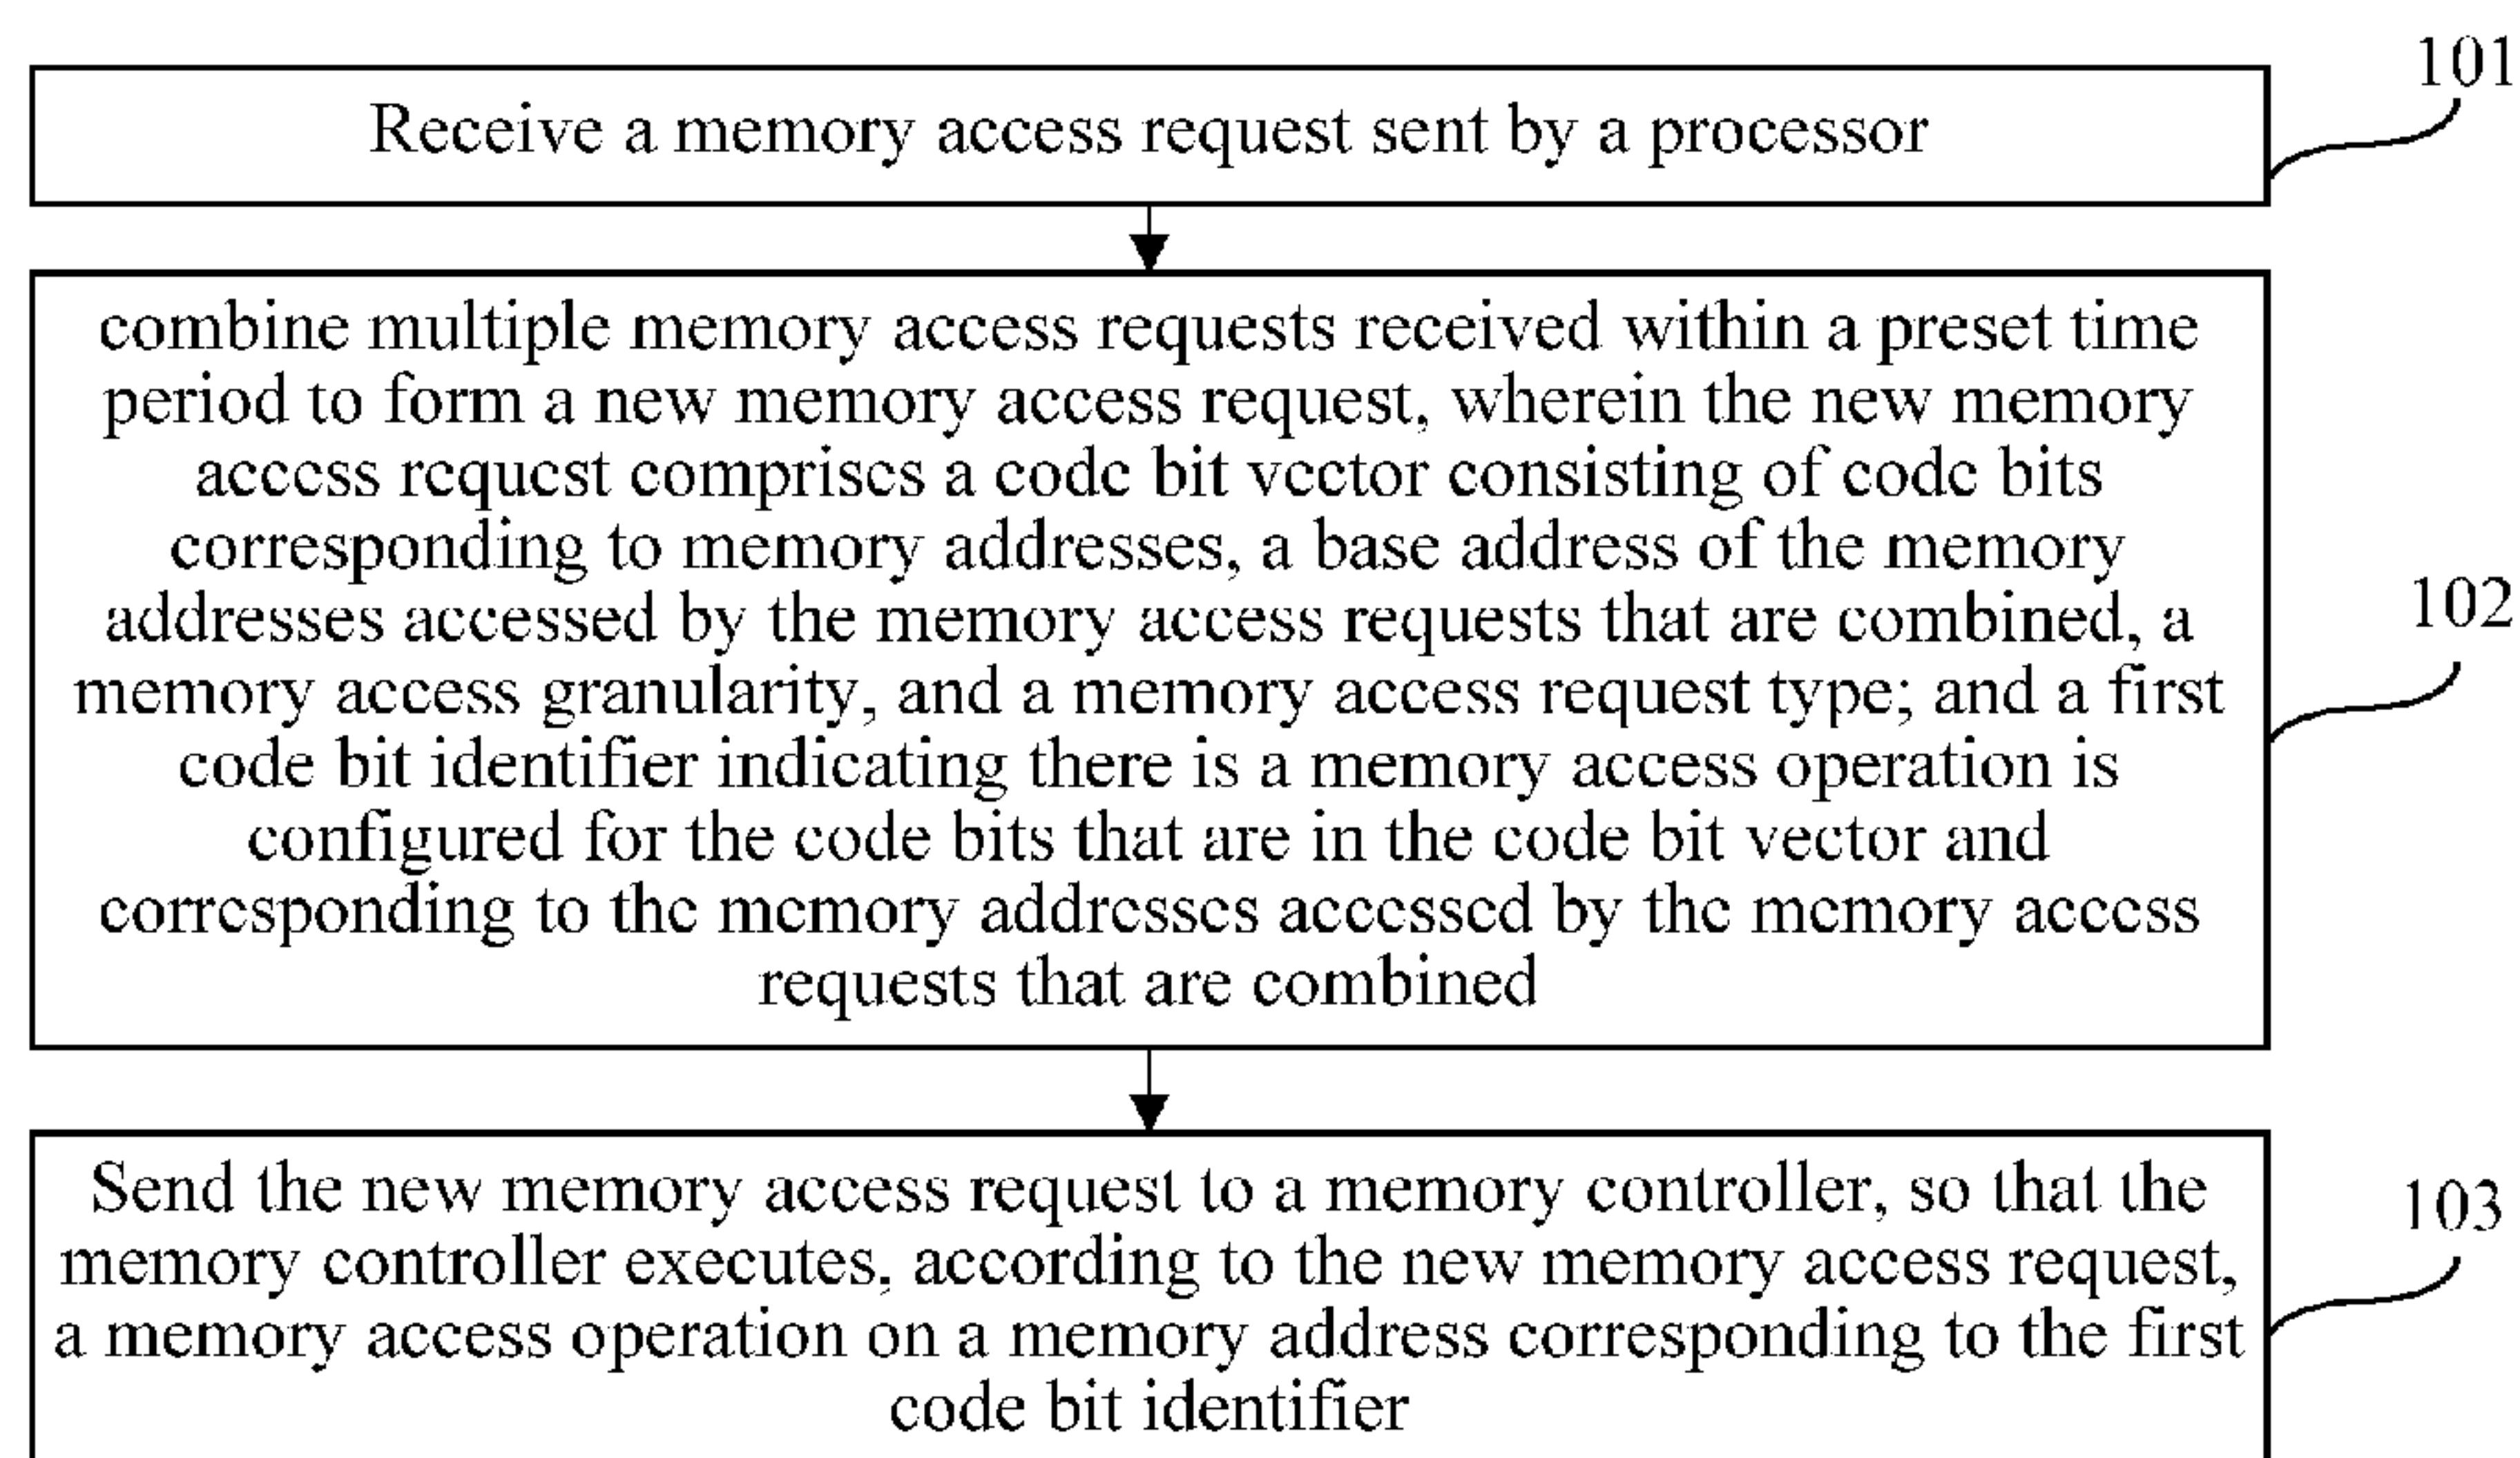 101
Receive a memory access request sent by a processor
combine multiple memory access requests received within a preset time
period to form a new memory access request, wherein the new memory
access request comprises a code bit vector consisting of code bits
corresponding to memory addresses, a base address of the memory
addresses accessed by the memory access requests that are combined, a
102
memory access granularity, and a memory access request type; and a first
code bit identifier indicating there is a memory access operation is
configured for the code bits that are in the code bit vector and
corresponding to the memory addresses accessed by the memory access
requests that are combined
Send the new memory access request to a memory controller, so that the
103
memory controller executes, according to the new memory access request,
a memory access operation on a memory address corresponding to the first
code bit identifier